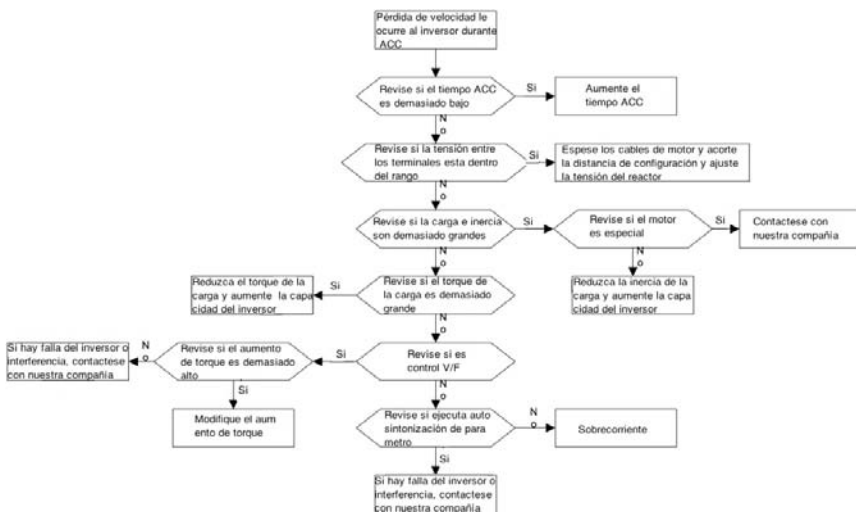 Pérdida de velocidad le
ocurre al inversor durante
ACC
Revise si el tiempo ACC
es demasiado bajo
Si
Aumente el
tiempo ACC
N
o
Revise si la tensión entre
los terminales esta dentro
del rango
Si
Espese los cables de motor y acorte
la distancia de configuración y ajuste
la tensión del reactor
N
o
Revise si la carga e inercia
son demasiado grandes
Si
Revise si el motor
es especial
Si
Contactese con
nuestra compañía
N
o
N
o
Reduzca el torque de la
carga y aumente la capa
cidad del inversor
Si
Revise si el torque de
la carga es demasiado
grande
Reduzca la inercia de la
carga y aumente la capa
cidad del inversor
N
o
Si hay falla del inversor o
interferencia, contactese
con nuestra compañía
N
o
Revise si el aumento
de torque es demasiado
alto
Si
Revise si es
control V/F
Si
N
o
Modifique el aum
ento de torque
Revise si ejecuta auto
sintonización de para
metro
N
o
Sobrecorriente
Si
Si hay falla del inversor o
interferencia, contactese
con nuestra compañía